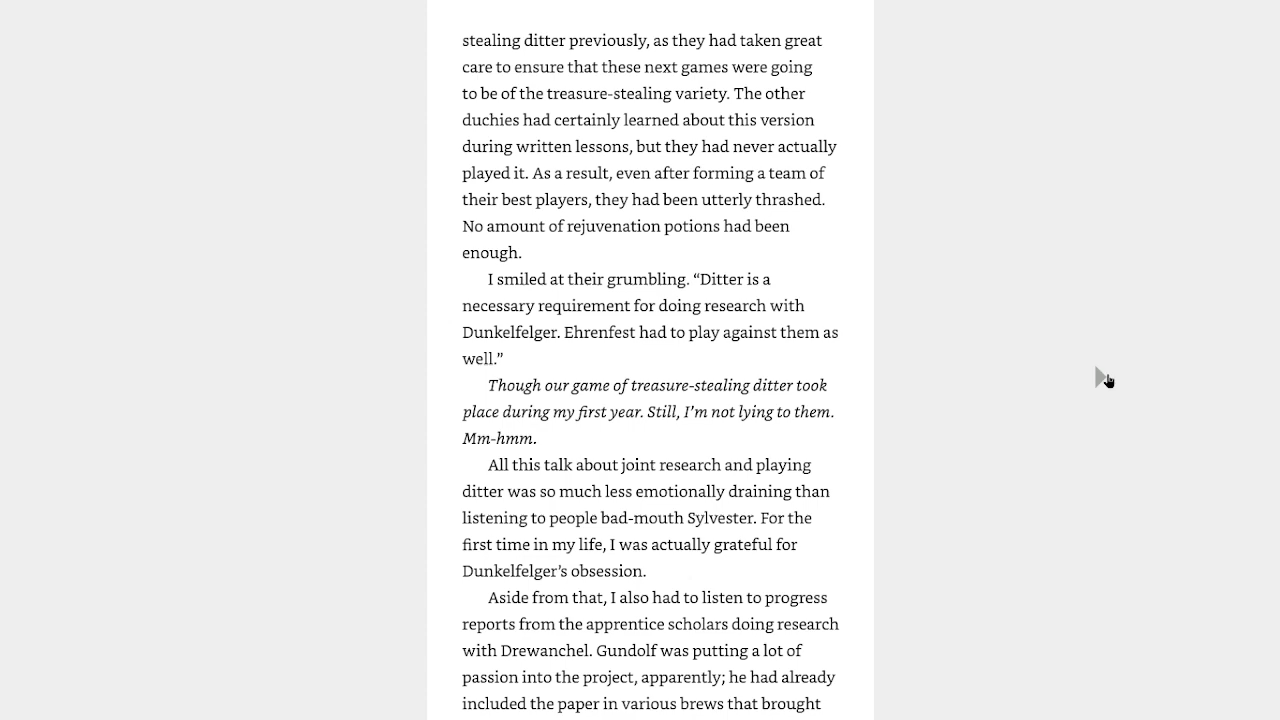 stealing ditter previously, as they had taken great
care to ensure that these next games were going
to be of the treasure-stealing variety. The other
duchies had certainly learned about this version
during written lessons, but they had never actually
played it. As a result, even after forming a team of
their best players, they had been utterly thrashed.
No amount of rejuvenation potions had been
enough.
I smiled at their grumbling. “Ditter is a
necessary requirement for doing research with
Dunkelfelger. Ehrenfest had to play against them as
well.”
Though our game of treasure-stealing ditter took
place during my first year. Still, I’m not lying to them.
Mm-hmm.
All this talk about joint research and playing
ditter was so much less emotionally draining than
listening to people bad-mouth Sylvester. For the
first time in my life, I was actually grateful for
Dunkelfelger’s obsession.
Aside from that, I also had to listen to progress
reports from the apprentice scholars doing research
with Drewanchel. Gundolf was putting a lot of
passion into the project, apparently; he had already
included the paper in various brews that brought